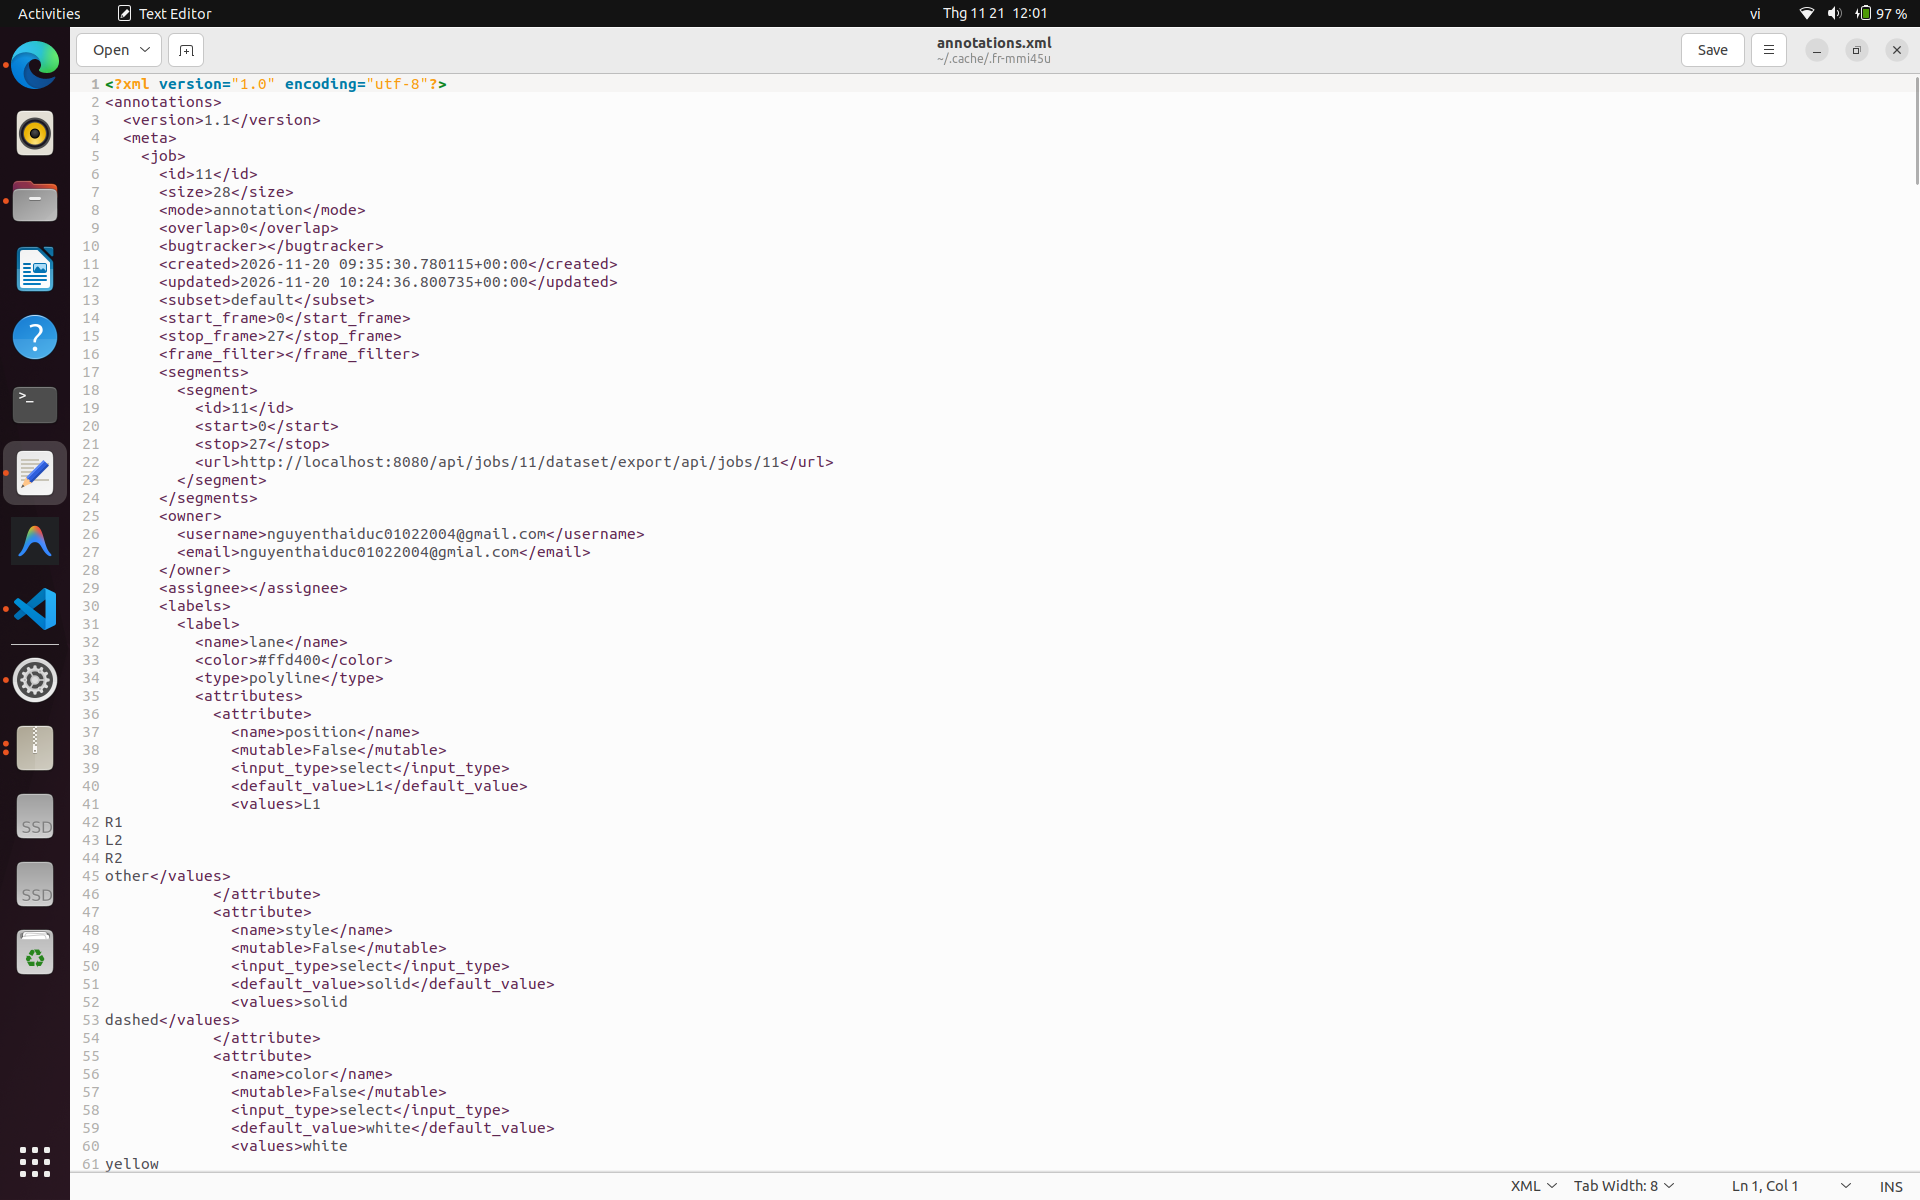 Activities
Text Editor
Thg 11 21 12:01
vi
97 %
Open
annotations.xml
~/.cache/.fr-mmi45u
Save
1 <?xml version="1.0" encoding="utf-8"?>
2 <annotations>
3 <version>1.1</version>
4 <meta>
5 <job>
6 <id>11</id>
7 <size>28</size>
8 <mode>annotation</mode>
9 <overlap>0</overlap>
10 <bugtracker></bugtracker>
11 <created>2026-11-20 09:35:30.780115+00:00</created>
12 <updated>2026-11-20 10:24:36.800735+00:00</updated>
13 <subset>default</subset>
14 <start_frame>0</start_frame>
15 <stop_frame>27</stop_frame>
16 <frame_filter></frame_filter>
17 <segments>
18 <segment>
19 <id>11</id>
20 <start>0</start>
21 <stop>27</stop>
22 <url>http://localhost:8080/api/jobs/11/dataset/export/api/jobs/11</url>
23 </segment>
24 </segments>
25 <owner>
26 <username>nguyenthaiduc01022004@gmail.com</username>
27 <email>nguyenthaiduc01022004@gmial.com</email>
28 </owner>
29 <assignee></assignee>
30 <labels>
31 <label>
32 <name>lane</name>
33 <color>#ffd400</color>
34 <type>polyline</type>
35 <attributes>
36 <attribute>
37 <name>position</name>
38 <mutable>False</mutable>
39 <input_type>select</input_type>
40 <default_value>L1</default_value>
41 <values>L1
42 R1
43 L2
44 R2
45 other</values>
46 </attribute>
47 <attribute>
48 <name>style</name>
49 <mutable>False</mutable>
50 <input_type>select</input_type>
51 <default_value>solid</default_value>
52 <values>solid
53 dashed</values>
54 </attribute>
55 <attribute>
56 <name>color</name>
57 <mutable>False</mutable>
58 <input_type>select</input_type>
59 <default_value>white</default_value>
60 <values>white
61 yellow
SSD
SSD
XML
Tab Width: 8
Ln 1, Col 1
INS